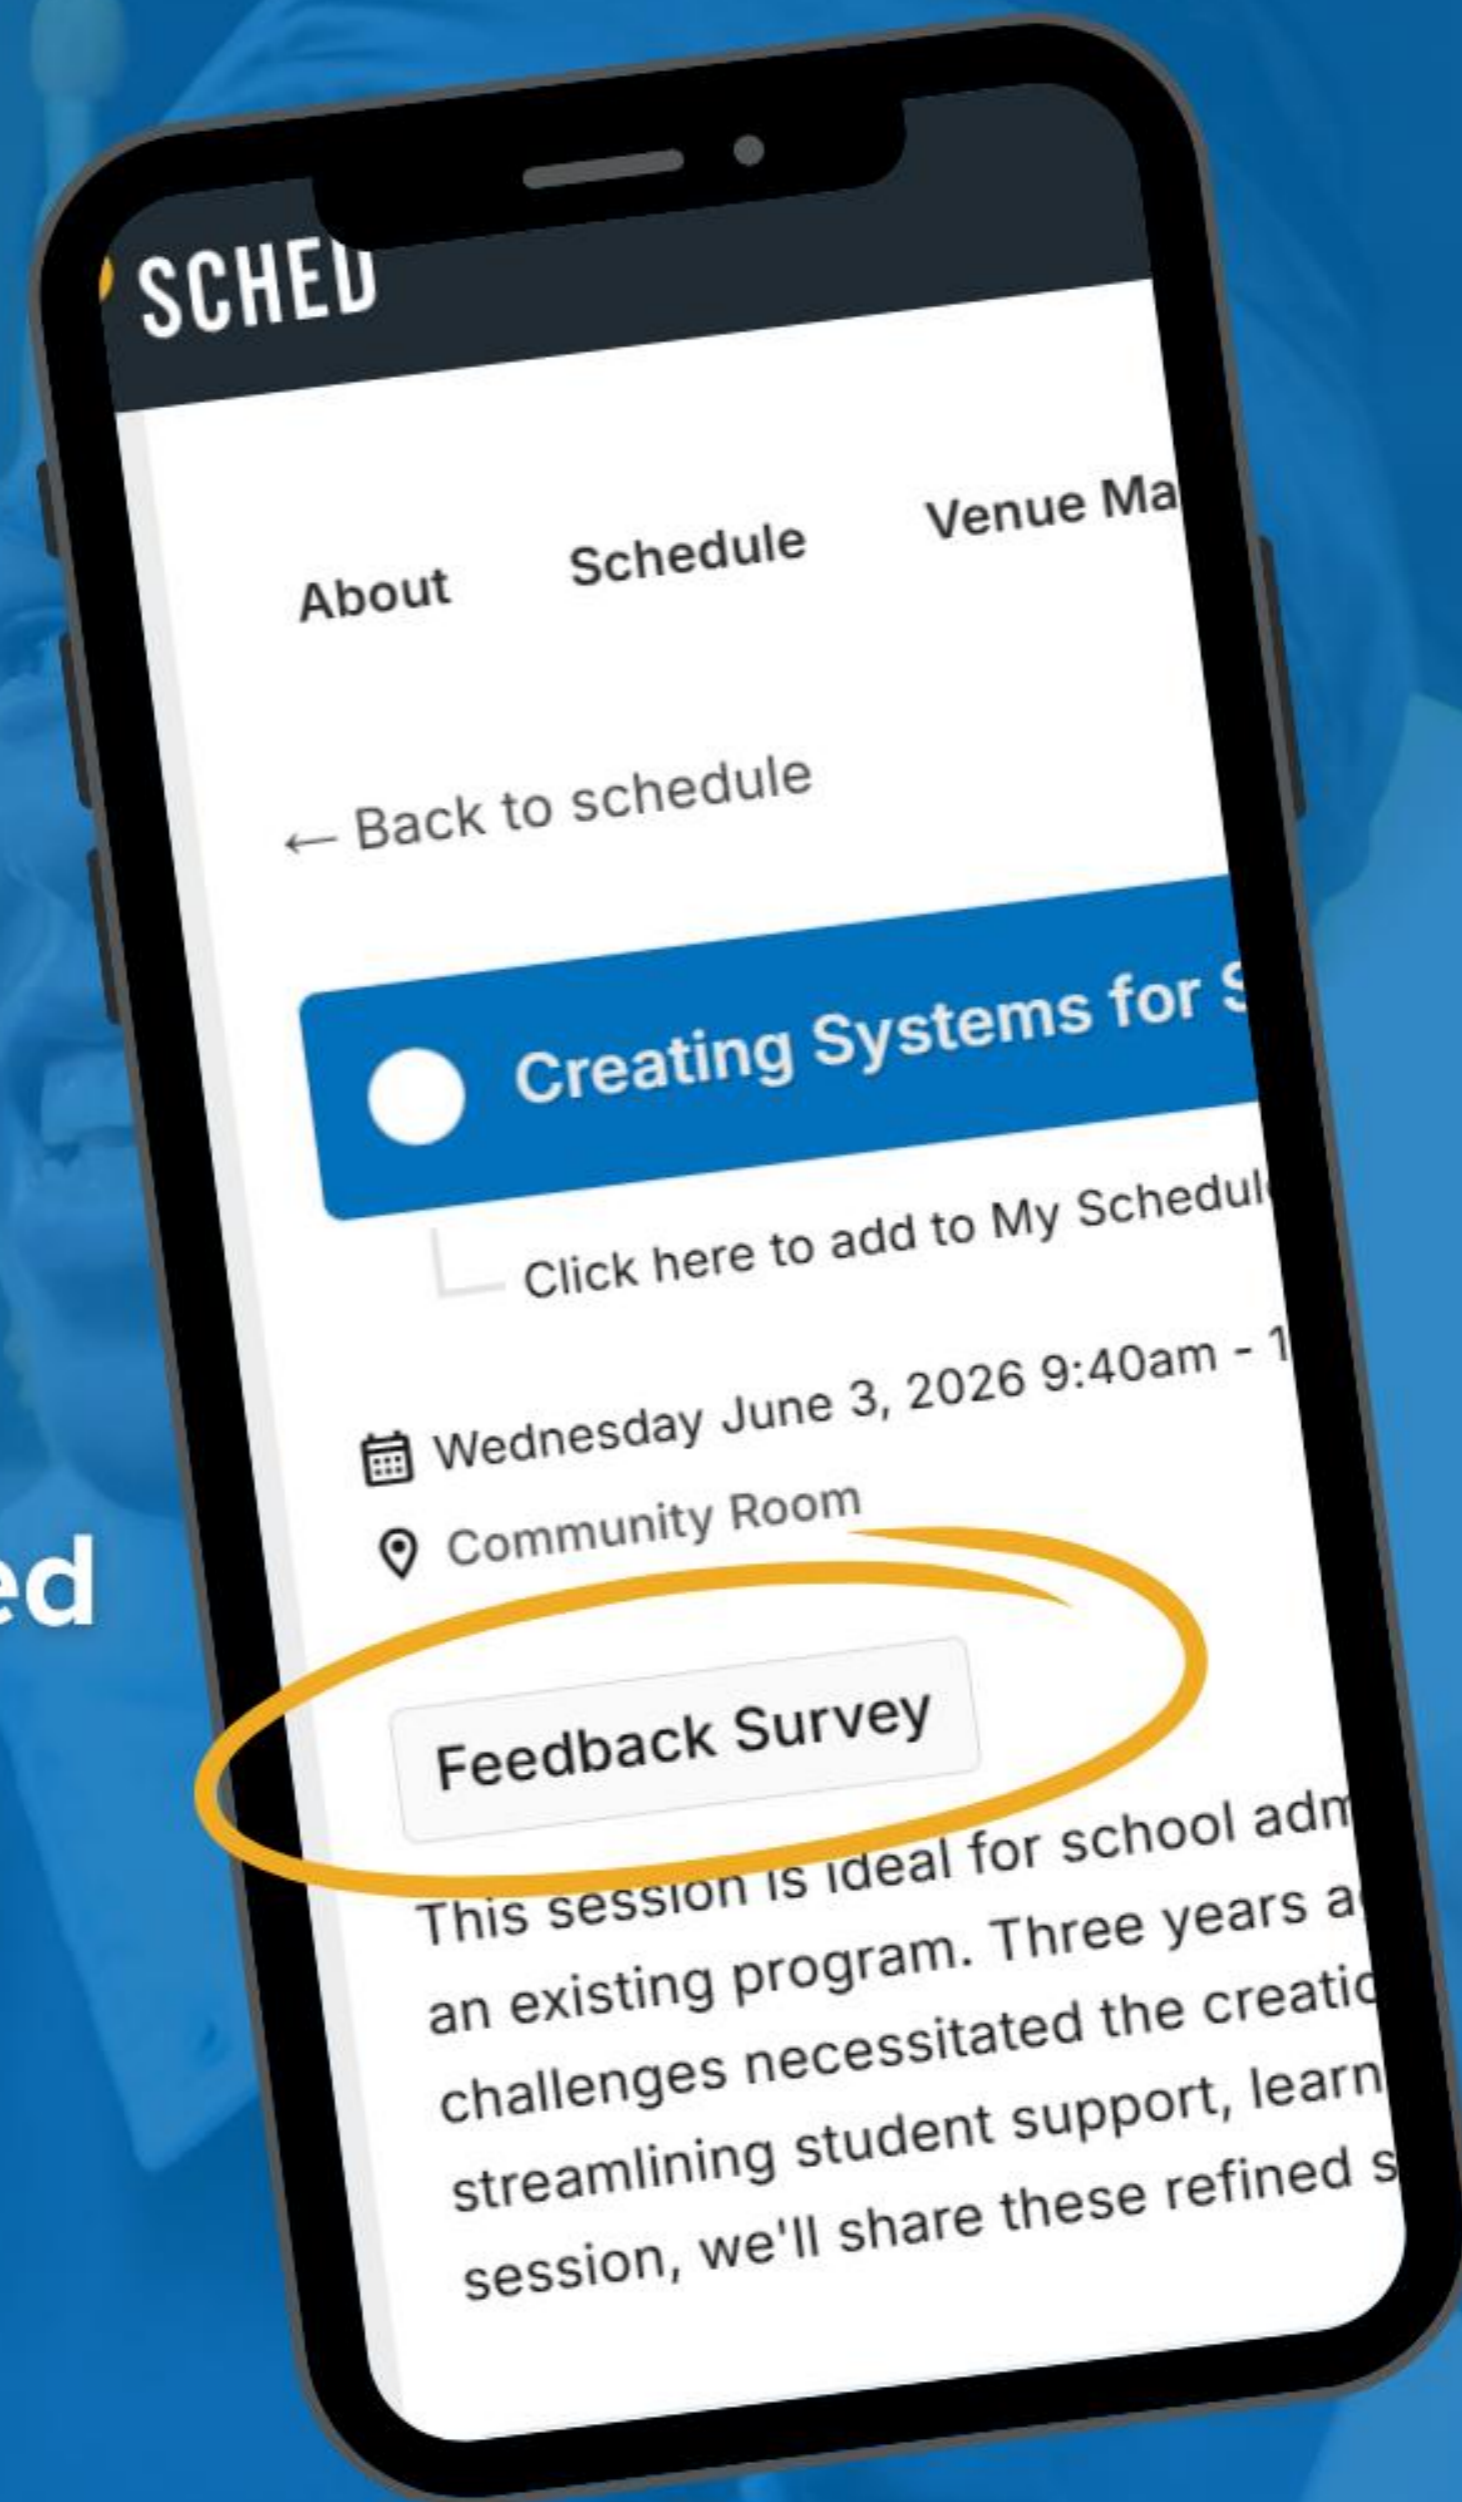 SCHED
About Schedule Venue Ma
← Back to schedule
Creating Systems for S
Click here to add to My Schedul
Wednesday June 3, 2026 9:40am - 1
Community Room
ed
Feedback Survey
This session is ideal for school adm
an existing program. Three years a
challenges necessitated the creatio
streamlining student support, learn
session, we'll share these refined s